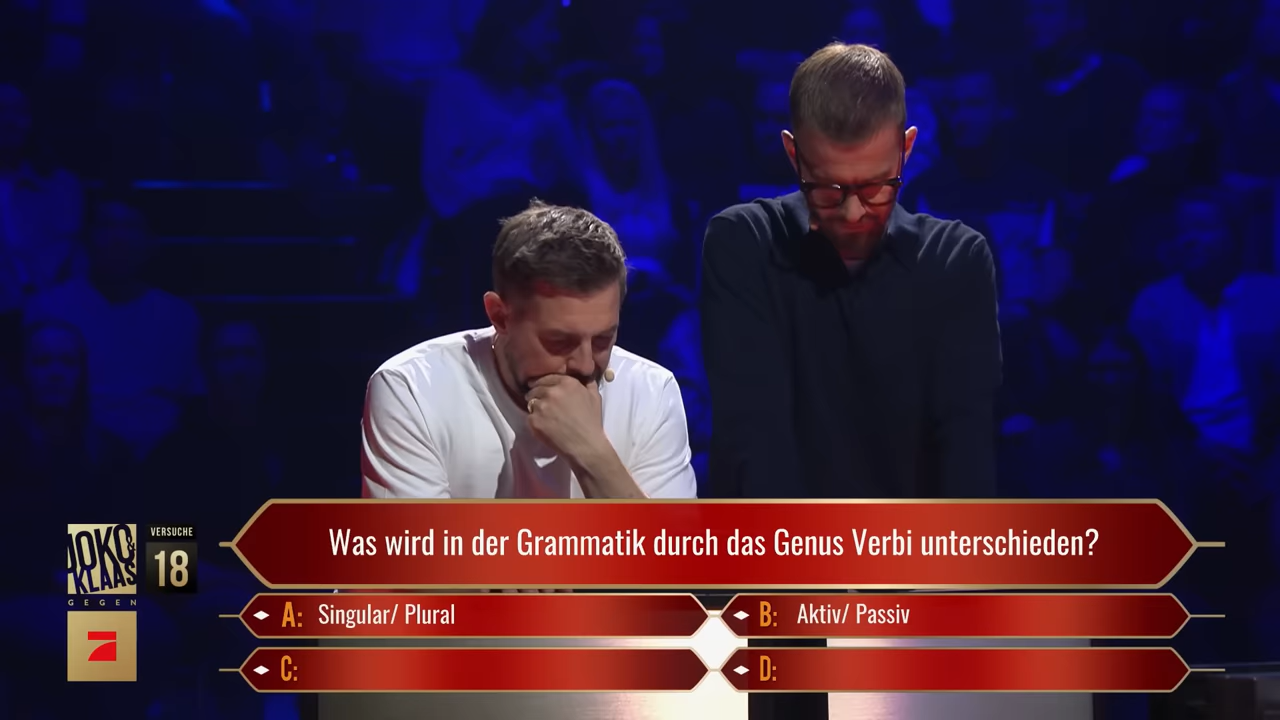 Was wird in der Grammatik durch das Genus Verbi unterschieden?
JOKO &
KLAAS
GEGEN
VERSUCHE
18
A: Singular/ Plural
B: Aktiv/ Passiv
C:
D: